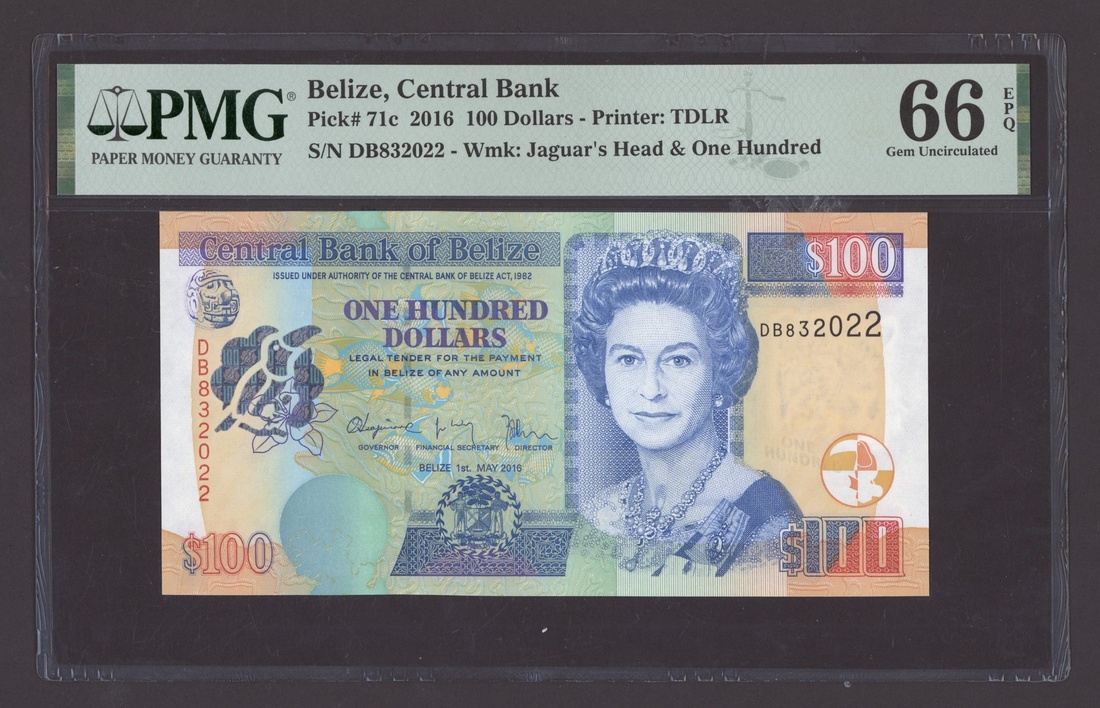 PMG®
PAPER MONEY GUARANTY
Belize, Central Bank
Pick# 71c 2016 100 Dollars - Printer: TDLR
S/N DB832022 - Wmk: Jaguar's Head & One Hundred
66
EPQ
Gem Uncirculated
Central Bank of Belize
$100
ISSUED UNDER AUTHORITY OF THE CENTRAL BANK OF BELIZE ACT, 1982
ONE HUNDRED
DOLLARS
LEGAL TENDER FOR THE PAYMENT
IN BELIZE OF ANY AMOUNT
DB832022
DB832022
GOVERNOR FINANCIAL SECRETARY DIRECTOR
BELIZE 1st. MAY 2016
$100
$100